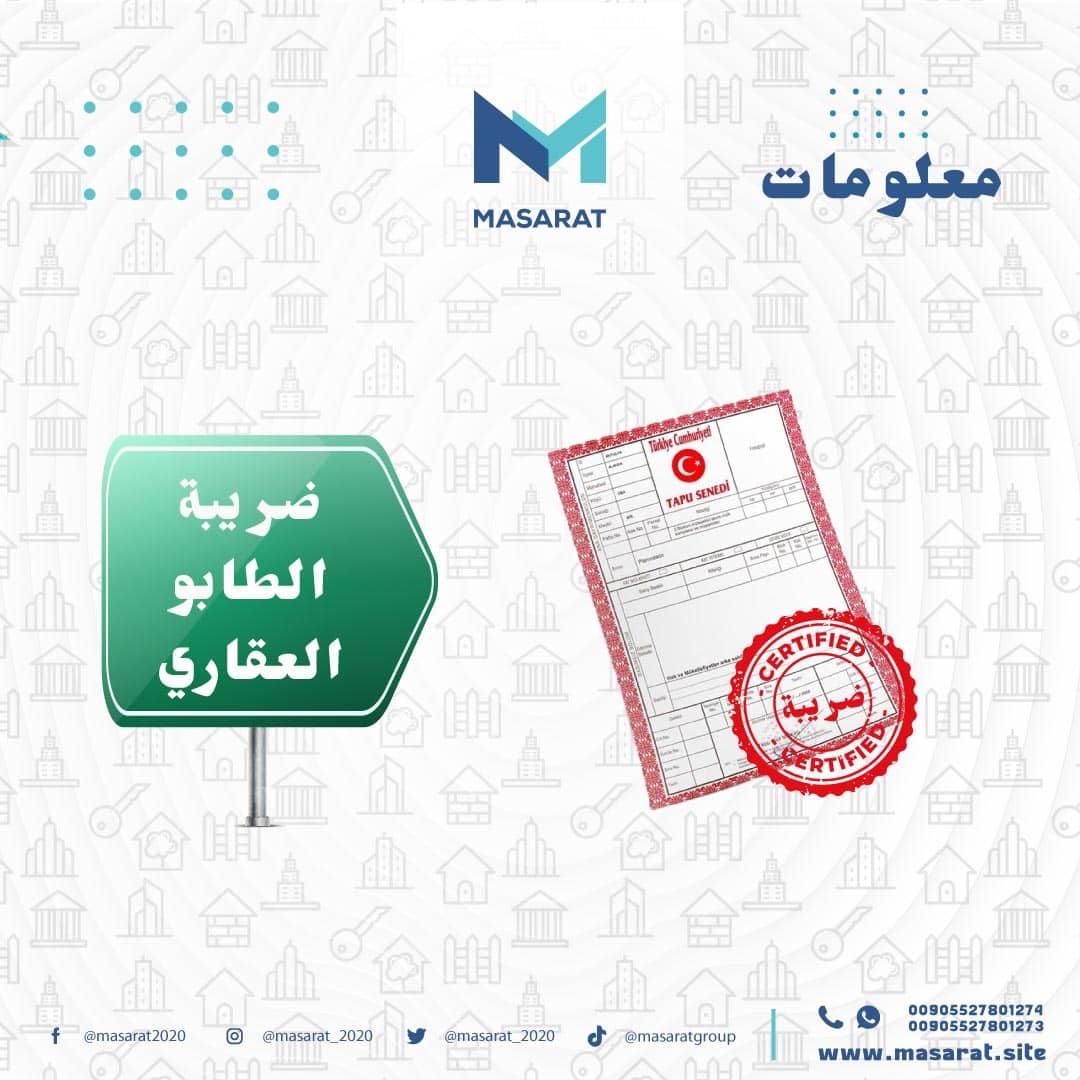 MASARAT
معلومات
ضريبة
الطابو
العقاري
Türkiye Cumhuriyeti
TAPU SENEDİ
CERTIFIED
ضريبة
CERTIFIED
@masarat2020
@masarat_2020
@masarat_2020
@masaratgroup
00905527801274
00905527801273
www.masarat.site